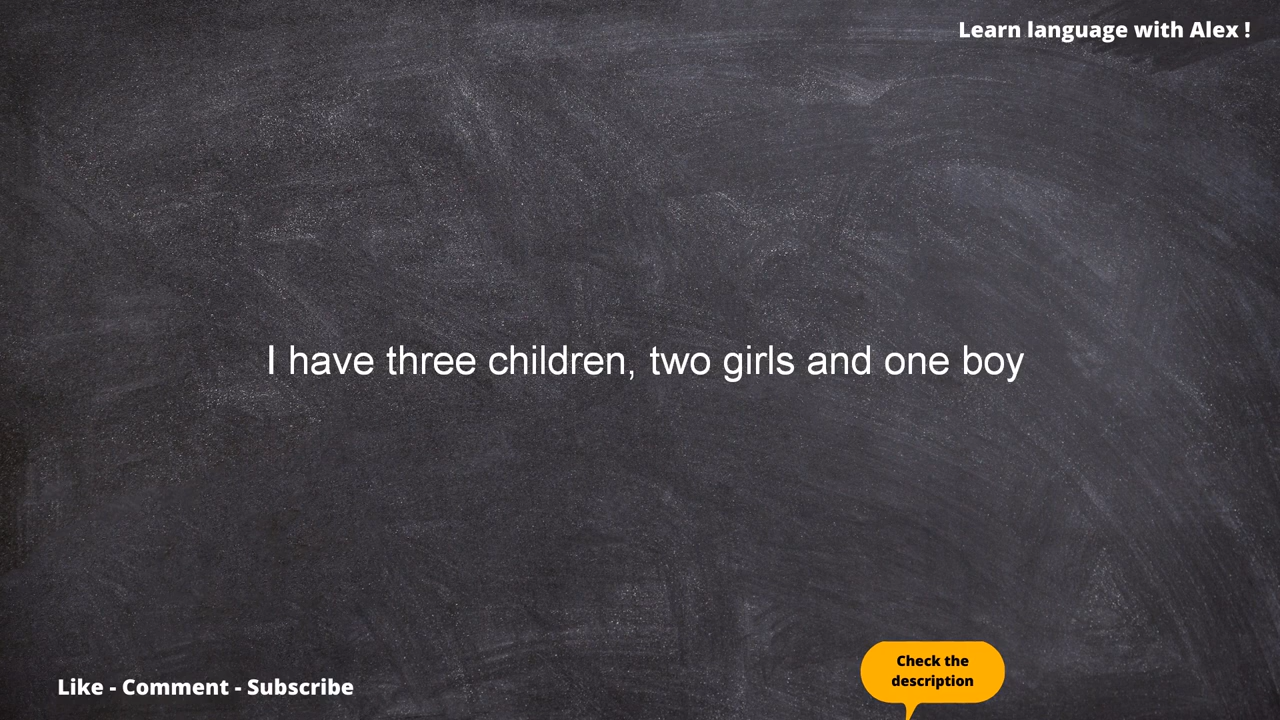 Learn language with Alex !
I have three children, two girls and one boy
Check the
description
Like - Comment - Subscribe